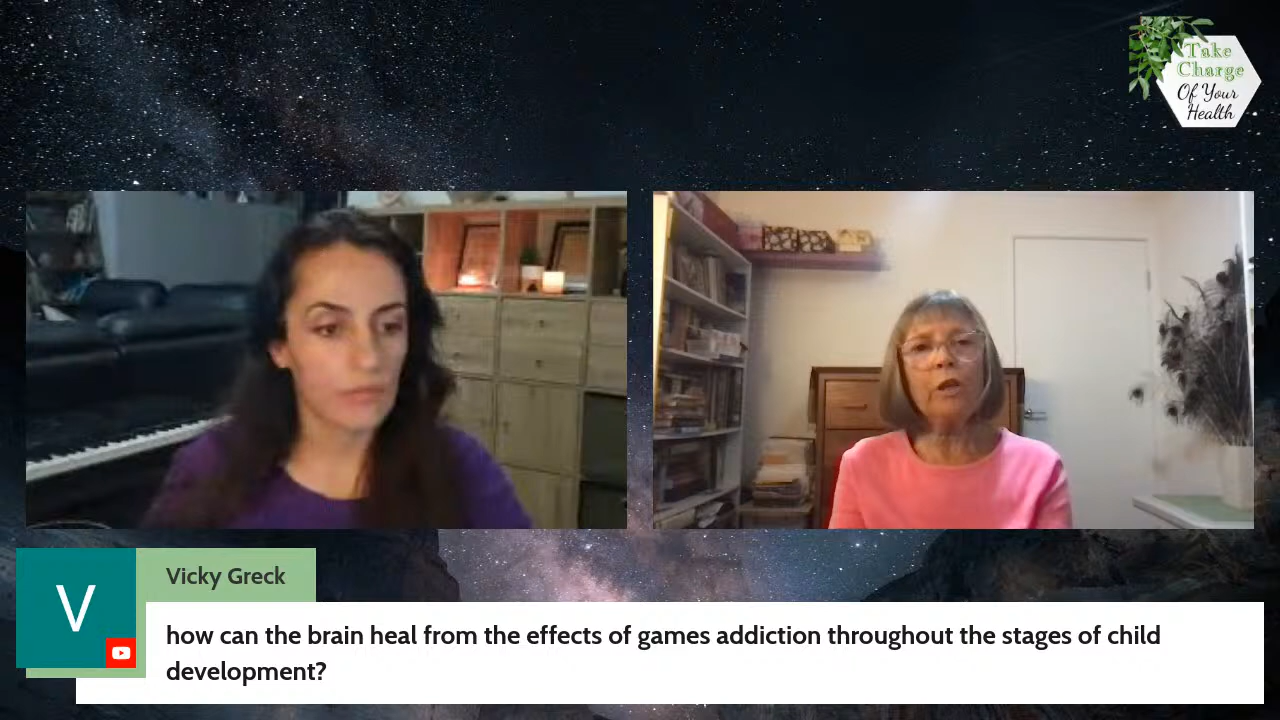 Take
Charge
Of Your
Health
V
Vicky Greck
how can the brain heal from the effects of games addiction throughout the stages of child
development?